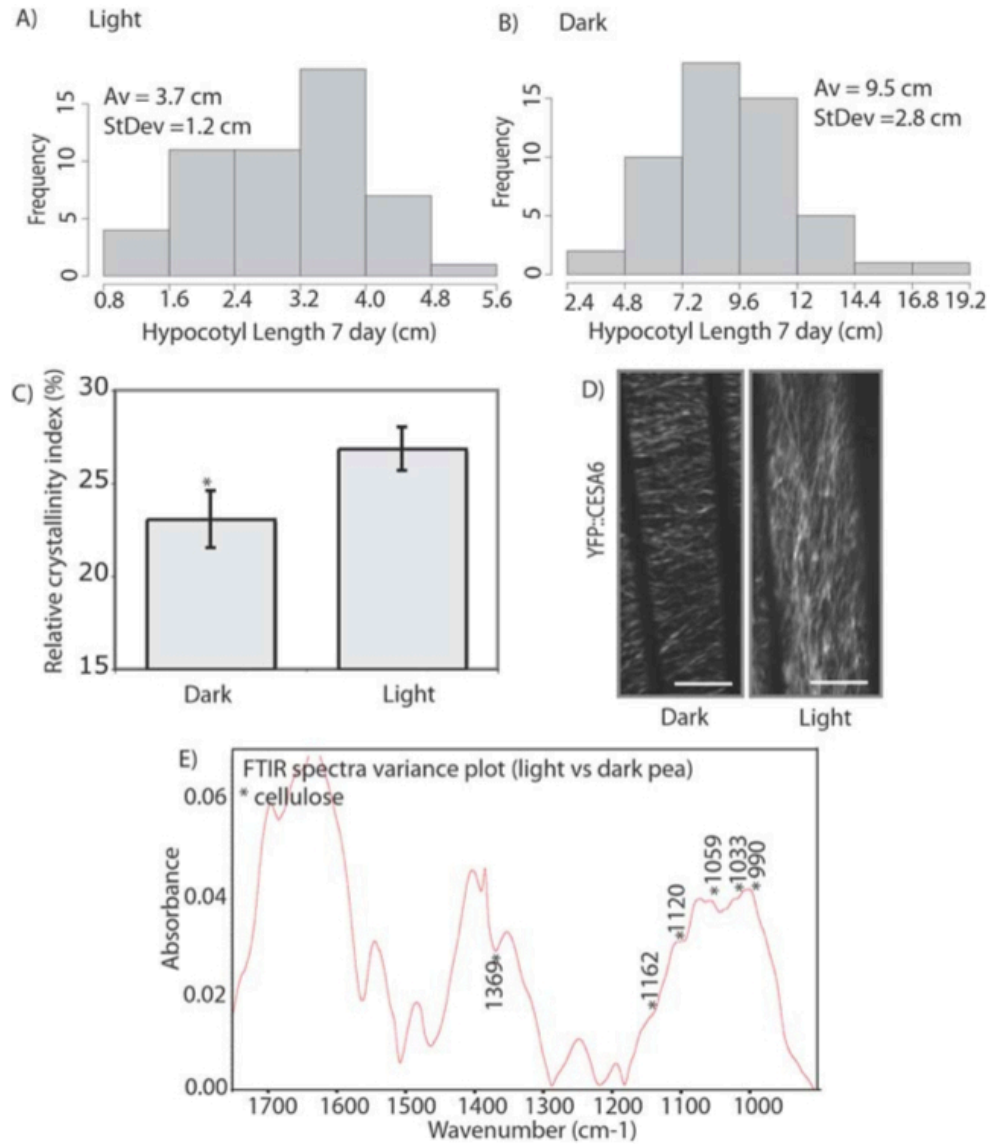 A) Light
Av = 3.7 cm
StDev =1.2 cm
Frequency
15
10
5
0
0.8 1.6 2.4 3.2 4.0 4.8 5.6
Hypocotyl Length 7 day (cm)
B) Dark
Av = 9.5 cm
StDev =2.8 cm
Frequency
15
10
5
0
2.4 4.8 7.2 9.6 12 14.4 16.8 19.2
Hypocotyl Length 7 day (cm)
C)
Relative crystallinity index (%)
30
25
20
15
*
Dark Light
D)
YFP::CESA6
Dark Light
E)
FTIR spectra variance plot (light vs dark pea)
* cellulose
Absorbance
0.06
0.04
0.02
0.00
1369*
*1162
*1120
*1059
*1033
*990
1700 1600 1500 1400 1300 1200 1100 1000
Wavenumber (cm-1)